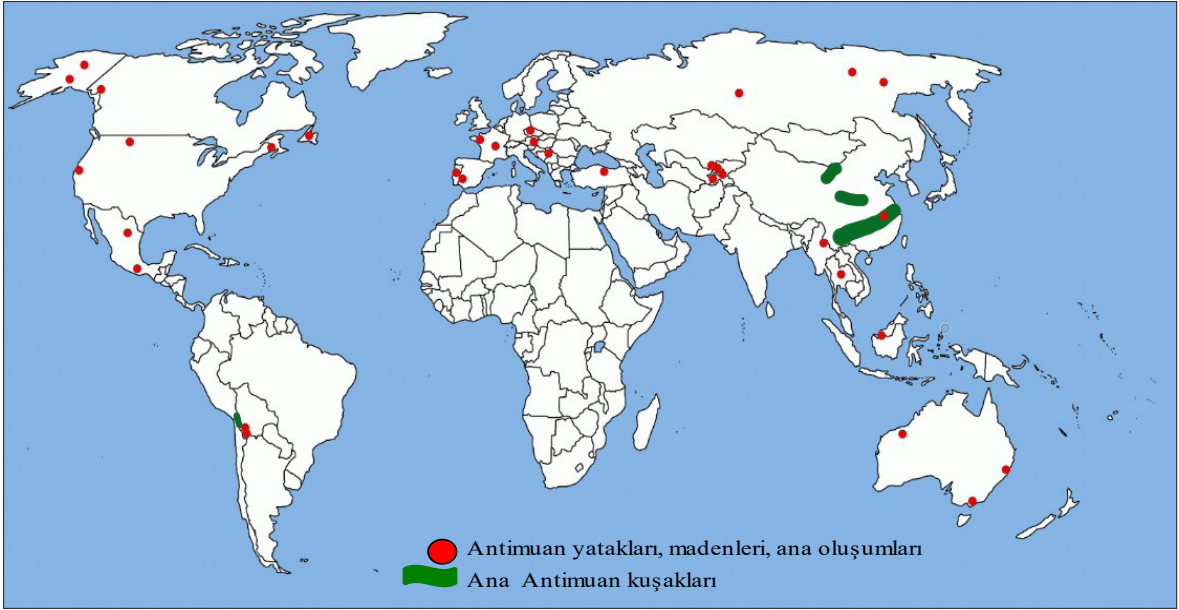 Antimuan yatakları, madenleri, ana oluşumları
Ana Antimuan kuşakları